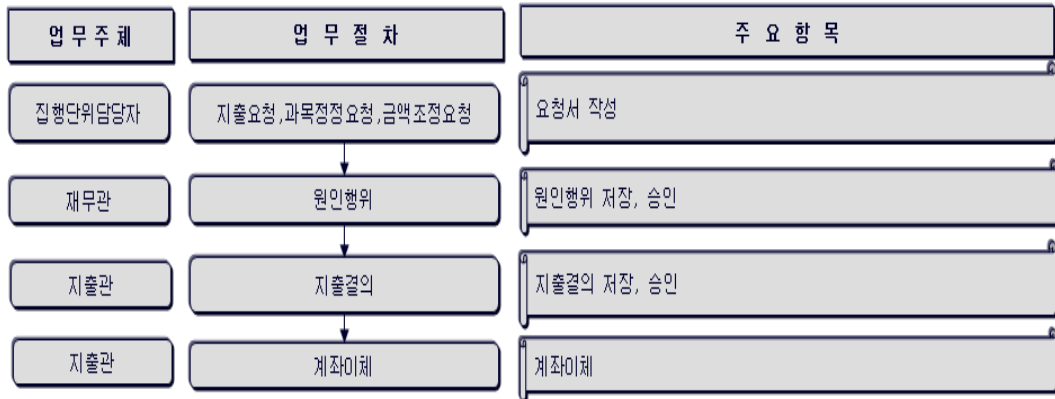 업 무 주 체
업 무 절 차
주 요 항 목
집행단위담당자
지출요청,과목정정요청,금액조정요청
요청서 작성
재무관
원인행위
원인행위 저장, 승인
지출관
지출결의
지출결의 저장, 승인
지출관
계좌이체
계좌이체